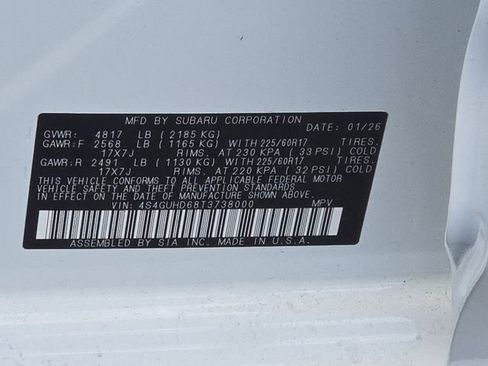 MFD BY SUBARU CORPORATION
DATE: 01/26
GVWR: 4817 LB (2185 KG)
GAWR:F 2568 LB (1165 KG) WITH 225/60R17 TIRES.
17X7J RIMS. AT 230 KPA (33 PSI) COLD
GAWR:R 2491 LB (1130 KG) WITH 225/60R17 TIRES.
17X7J RIMS. AT 220 KPA (32 PSI) COLD
THIS VEHICLE CONFORMS TO ALL APPLICABLE FEDERAL MOTOR
VEHICLE SAFETY AND THEFT PREVENTION STANDARDS
IN EFFECT ON THE DATE OF MANUFACTURE SHOWN ABOVE.
VIN: 4S4GUHD68T3738000 MPV
ASSEMBLED BY SIA INC. MADE IN U.S.A.